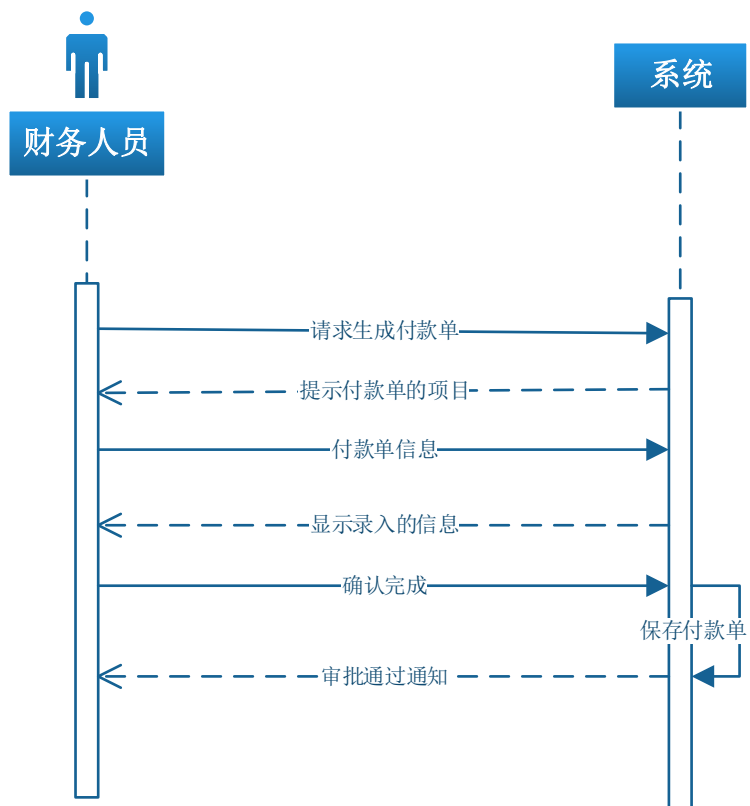 系统
财务人员
请求生成付款单
提示付款单的项目
付款单信息
显示录入的信息
确认完成
保存付款单
审批通过通知